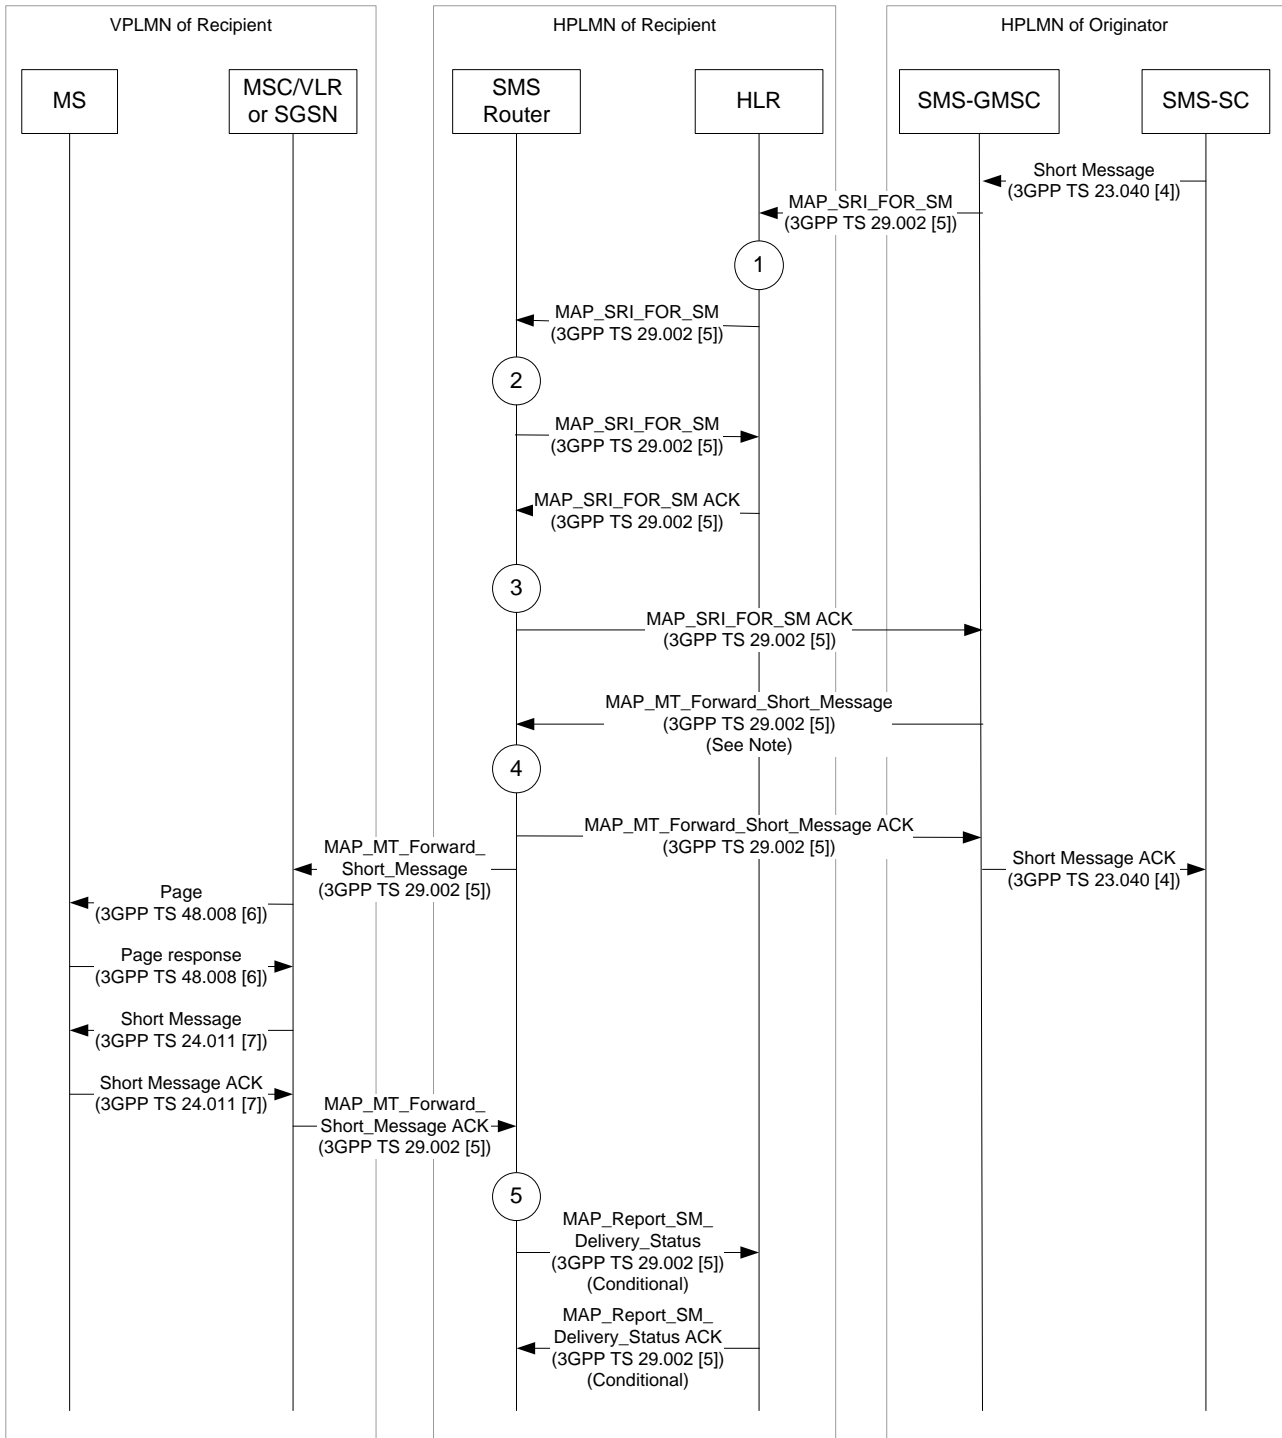 VPLMN of Recipient
HPLMN of Recipient
HPLMN of Originator
MS
MSC/VLR
or SGSN
SMS
Router
HLR
SMS-GMSC
SMS-SC
Short Message
(3GPP TS 23.040 [4])
MAP_SRI_FOR_SM
(3GPP TS 29.002 [5])
1
MAP_SRI_FOR_SM
(3GPP TS 29.002 [5])
2
MAP_SRI_FOR_SM
(3GPP TS 29.002 [5])
MAP_SRI_FOR_SM ACK
(3GPP TS 29.002 [5])
3
MAP_SRI_FOR_SM ACK
(3GPP TS 29.002 [5])
MAP_MT_Forward_Short_Message
(3GPP TS 29.002 [5])
(See Note)
4
MAP_MT_Forward_Short_Message ACK
(3GPP TS 29.002 [5])
MAP_MT_Forward_
Short_Message
(3GPP TS 29.002 [5])
Short Message ACK
(3GPP TS 23.040 [4])
Page
(3GPP TS 48.008 [6])
Page response
(3GPP TS 48.008 [6])
Short Message
(3GPP TS 24.011 [7])
Short Message ACK
(3GPP TS 24.011 [7])
MAP_MT_Forward_
Short_Message ACK
(3GPP TS 29.002 [5])
5
MAP_Report_SM_
Delivery_Status
(3GPP TS 29.002 [5])
(Conditional)
MAP_Report_SM_
Delivery_Status ACK
(3GPP TS 29.002 [5])
(Conditional)